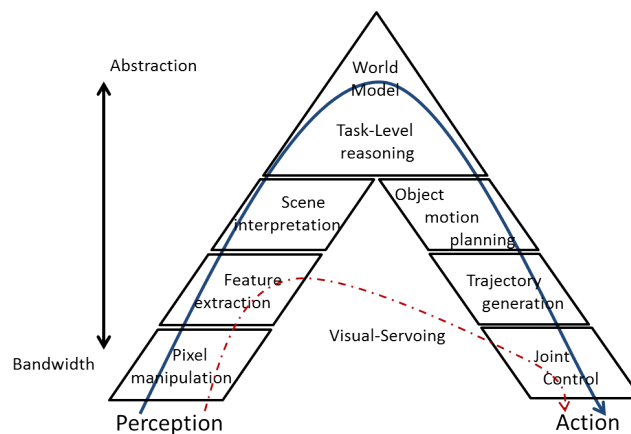 Abstraction
World
Model
Task-Level
reasoning
Scene
interpretation
Object
motion
planning
Feature
extraction
Trajectory
generation
Visual-Servoing
Bandwidth
Pixel
manipulation
Joint
Control
Perception
Action